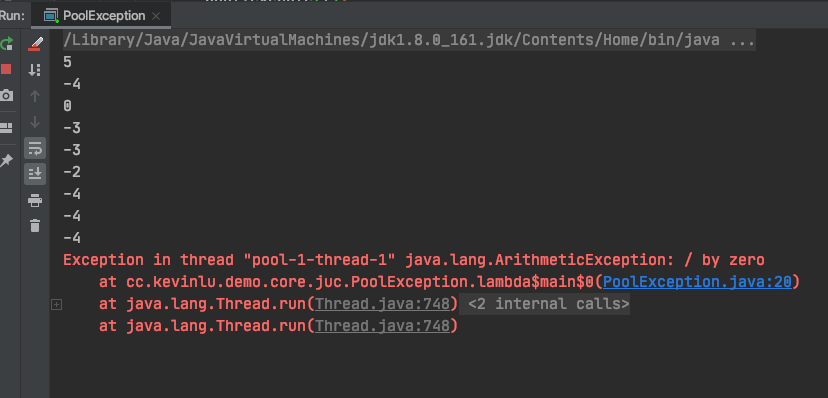 Run: PoolException ×
/Library/Java/JavaVirtualMachines/jdk1.8.0_161.jdk/Contents/Home/bin/java ...
5
-4
0
-3
-3
-2
-4
-4
-4
Exception in thread "pool-1-thread-1" java.lang.ArithmeticException: / by zero
at cc.kevinlu.demo.core.juc.PoolException.lambda$main$0(PoolException.java:20)
at java.lang.Thread.run(Thread.java:748) <2 internal calls>
at java.lang.Thread.run(Thread.java:748)